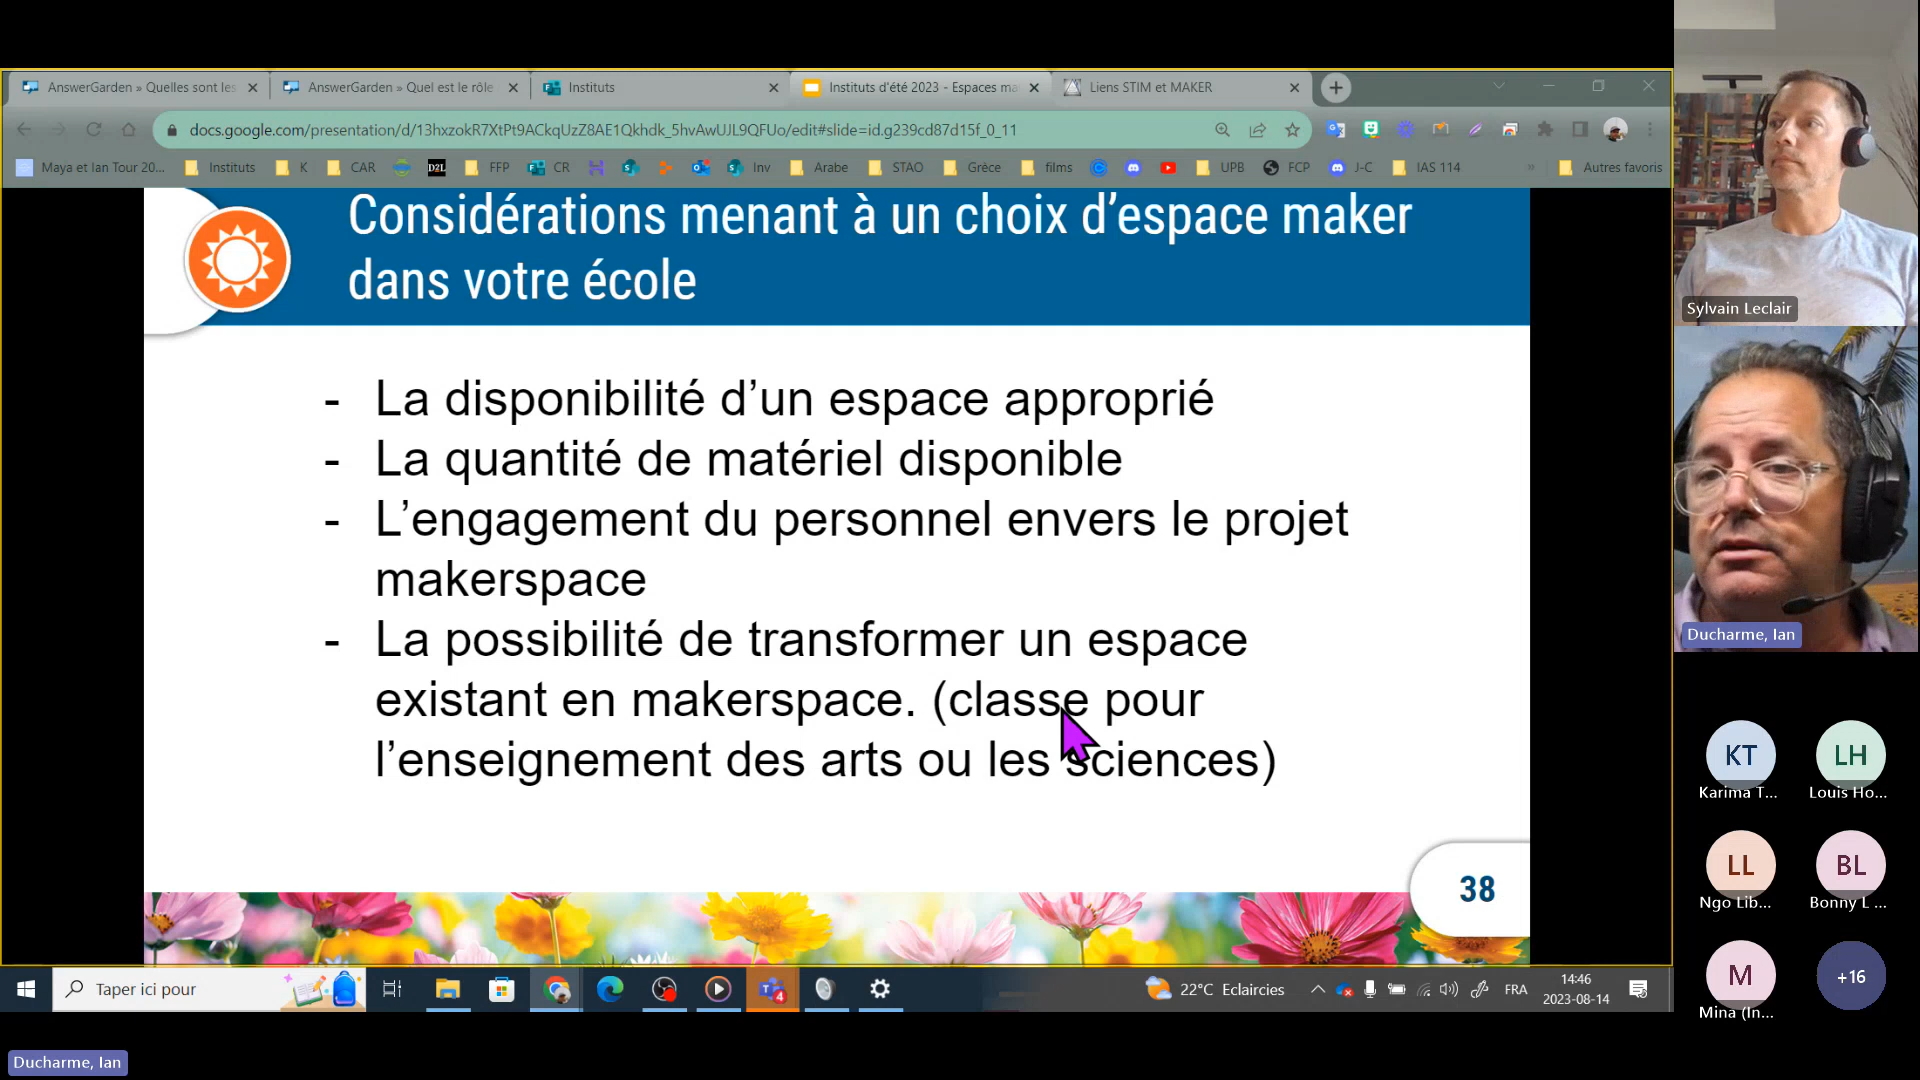 AnswerGarden » Quelles sont les
AnswerGarden » Quel est le rôle
Instituts
Instituts d'été 2023 - Espaces ma
Liens STIM et MAKER
docs.google.com/presentation/d/13hxzokR7XtPt9ACkqUzZ8AE1Qkhdk_5hvAwUJL9QFUo/edit#slide=id.g239cd87d15f_0_11
Maya et Ian Tour 20... Instituts K CAR D2L FFP CR Inv Arabe STAO Grèce films UPB FCP J-C IAS 114 » Autres favoris
Considérations menant à un choix d'espace maker
dans votre école
- La disponibilité d'un espace approprié
- La quantité de matériel disponible
- L'engagement du personnel envers le projet
makerspace
- La possibilité de transformer un espace
existant en makerspace. (classe pour
l'enseignement des arts ou les sciences)
38
Sylvain Leclair
Ducharme, Ian
KT LH
Karima T... Louis Ho...
LL BL
Ngo Lib... Bonny L ...
M +16
Mina (In...
Taper ici pour
4
22°C Eclaircies
FRA
14:46
2023-08-14
Ducharme, Ian